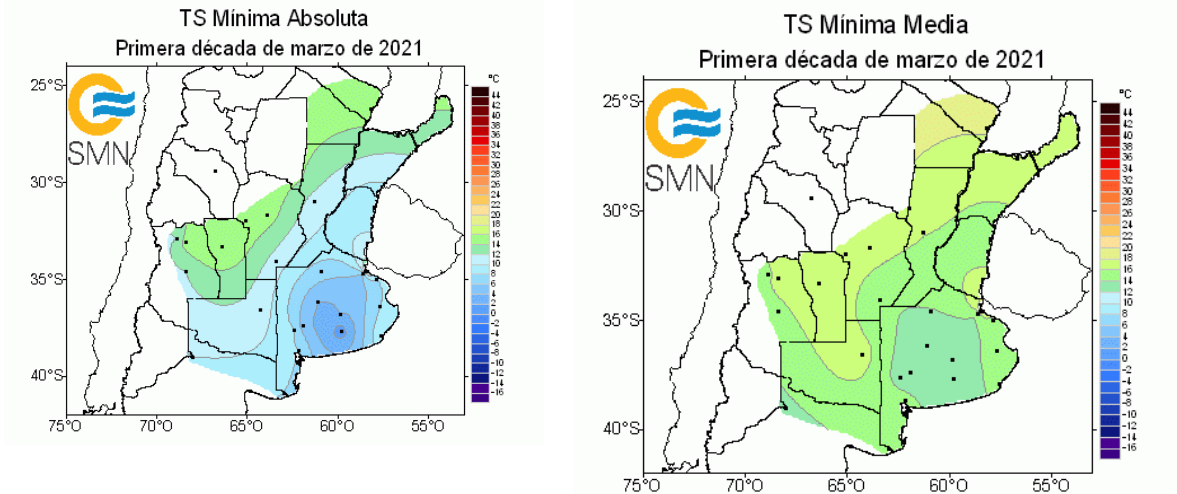 TS Mínima Absoluta
Primera década de marzo de 2021
°C
25°S
30°S
35°S
40°S
75°O
70°O
65°O
60°O
55°O
SMN
44
42
40
38
36
34
32
30
28
26
24
22
20
18
16
14
12
10
8
6
4
2
0
-2
-4
-6
-8
-10
-12
-14
-16
TS Mínima Media
Primera década de marzo de 2021
°C
25°S
30°S
35°S
40°S
75°O
70°O
65°O
60°O
55°O
SMN
44
42
40
38
36
34
32
30
28
26
24
22
20
18
16
14
12
10
8
6
4
2
0
-2
-4
-6
-8
-10
-12
-14
-16